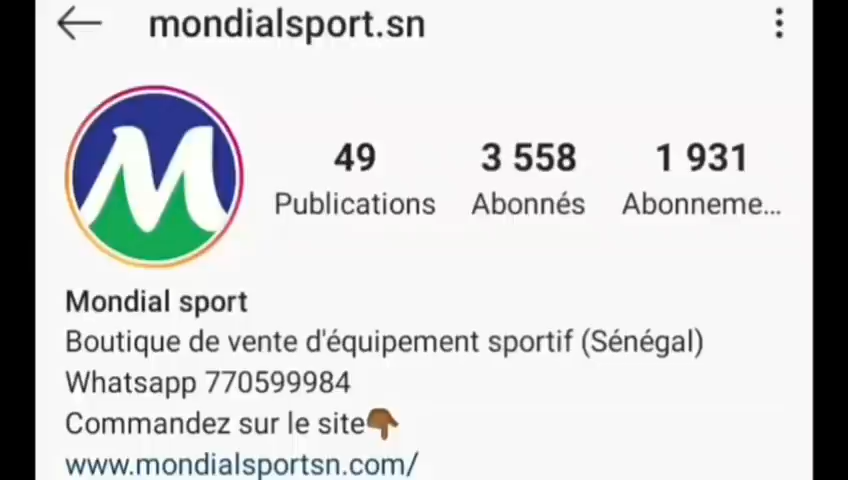 mondialsport.sn
M
49 3 558 1 931
Publications Abonnés Abonneme...
Mondial sport
Boutique de vente d'équipement sportif (Sénégal)
Whatsapp 770599984
Commandez sur le site👇🏾
www.mondialsportsn.com/